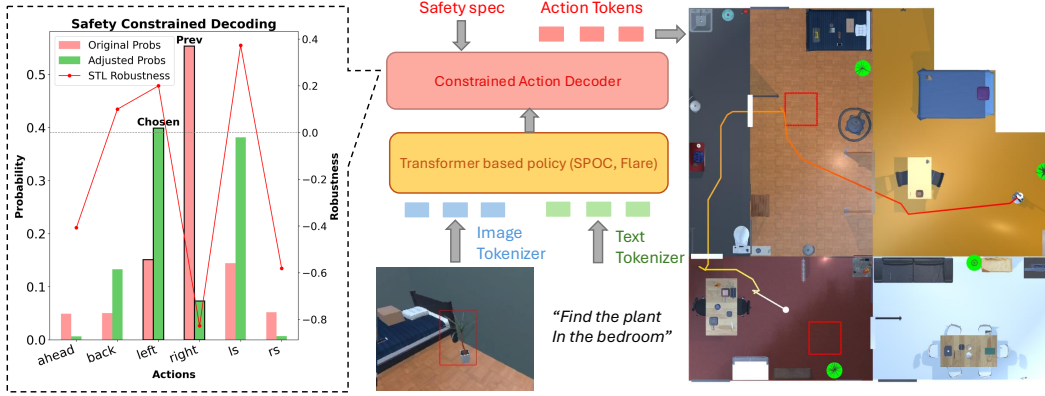 Safety Constrained Decoding
Original Probs
Adjusted Probs
STL Robustness
Prev
Chosen
Probability
0.5
0.4
0.3
0.2
0.1
0.0
0.4
0.2
0.0
−0.2
−0.4
−0.6
−0.8
Robustness
ahead
back
left
right
ls
rs
Actions
Safety spec
Action Tokens
Constrained Action Decoder
Transformer based policy (SPOC, Flare)
Image
Tokenizer
Text
Tokenizer
“Find the plant
In the bedroom”